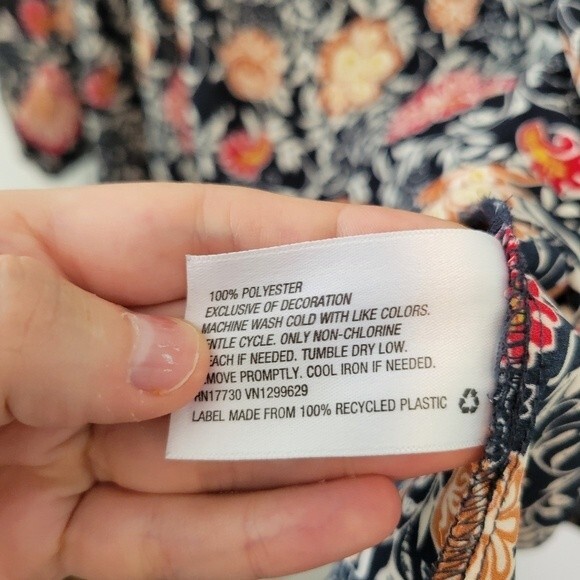 100% POLYESTER
EXCLUSIVE OF DECORATION
MACHINE WASH COLD WITH LIKE COLORS.
ENTLE CYCLE. ONLY NON-CHLORINE
EACH IF NEEDED. TUMBLE DRY LOW.
MOVE PROMPTLY. COOL IRON IF NEEDED.
RN17730 VN1299629
LABEL MADE FROM 100% RECYCLED PLASTIC